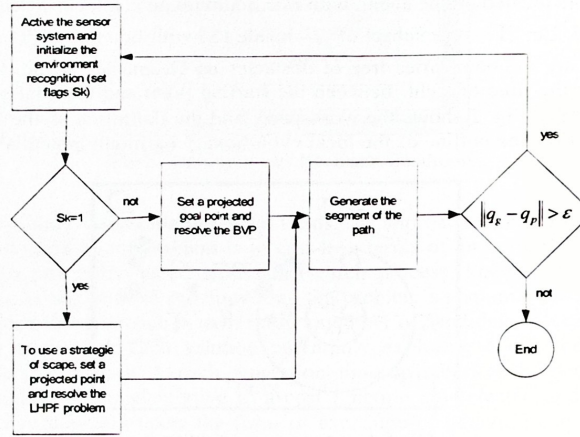 Active the sensor
system and
initialize the
environment
recognition (set
flags Sk)
yes
Sk=1
not
Set a projected
goal point and
resolve the BVP
Generate the
segment of the
path
‖q_g − q_p‖ > ε
yes
not
To use a strategie
of scape, set a
projected point
and resolve the
LHPF problem
End